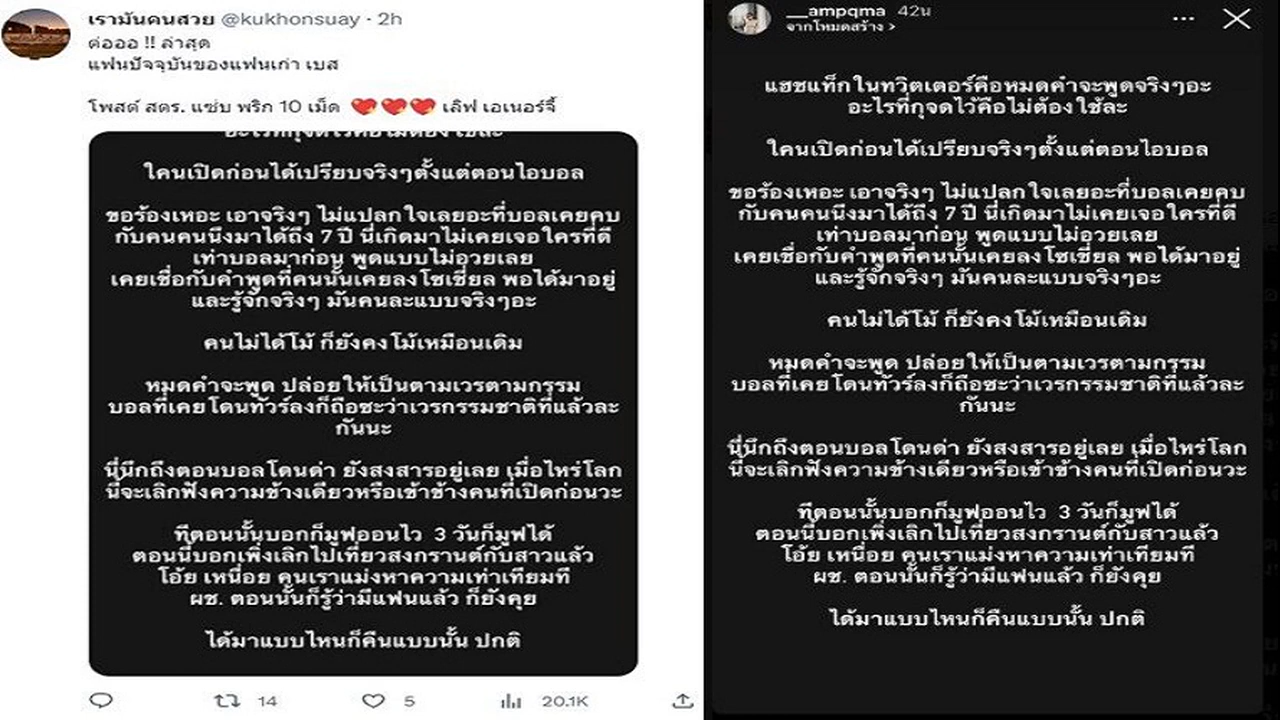 เรามันคนสวย @kukhonsuay · 2h
ต่อออ !! ล่าสุด
แฟนปัจจุบันของแฟนเก่า เบส
โพสต์ สตร. แซ่บ พริก 10 เม็ด 💖💖💖 เลิฟ เอเนอร์จี้
อะไรที่กุจดไว้คือไม่ต้องใช้ละ
ใคนเปิดก่อนได้เปรียบจริงๆตั้งแต่ตอนไอบอล
ขอร้องเหอะ เอาจริงๆ ไม่แปลกใจเลยอะที่บอลเคยคบ
กับคนคนนึงมาได้ถึง 7 ปี นี่เกิดมาไม่เคยเจอใครที่ดี
เท่าบอลมาก่อน พูดแบบไม่อวยเลย
เคยเชื่อกับคำพูดที่คนนั้นเคยลงโซเชี่ยล พอได้มาอยู่
และรู้จักจริงๆ มันคนละแบบจริงๆอะ
คนไม่ได้โม้ ก็ยังคงโม้เหมือนเดิม
หมดคำจะพูด ปล่อยให้เป็นตามเวรตามกรรม
บอลที่เคยโดนทัวร์ลงก็ถือซะว่าเวรกรรมชาติที่แล้วละ
กันนะ
นี่นึกถึงตอนบอลโดนด่า ยังสงสารอยู่เลย เมื่อไหร่โลก
นี้จะเลิกฟังความข้างเดียวหรือเข้าข้างคนที่เปิดก่อนวะ
ทีตอนนั้นบอกก็มูฟออนไว 3 วันก็มูฟได้
ตอนนี้บอกเพิ่งเลิกไปเที่ยวสงกรานต์กับสาวแล้ว
โอ้ย เหนื่อย คนเราแม่งหาความเท่าเทียมที
ผช. ตอนนั้นก็รู้ว่ามีแฟนแล้ว ก็ยังคุย
ได้มาแบบไหนก็คืนแบบนั้น ปกติ
14
5
20.1K
__ampqma 42น
จากโหมดสร้าง >
แฮชแท็กในทวิตเตอร์คือหมดคำจะพูดจริงๆอะ
อะไรที่กุจดไว้คือไม่ต้องใช้ละ
ใคนเปิดก่อนได้เปรียบจริงๆตั้งแต่ตอนไอบอล
ขอร้องเหอะ เอาจริงๆ ไม่แปลกใจเลยอะที่บอลเคยคบ
กับคนคนนึงมาได้ถึง 7 ปี นี่เกิดมาไม่เคยเจอใครที่ดี
เท่าบอลมาก่อน พูดแบบไม่อวยเลย
เคยเชื่อกับคำพูดที่คนนั้นเคยลงโซเชี่ยล พอได้มาอยู่
และรู้จักจริงๆ มันคนละแบบจริงๆอะ
คนไม่ได้โม้ ก็ยังคงโม้เหมือนเดิม
หมดคำจะพูด ปล่อยให้เป็นตามเวรตามกรรม
บอลที่เคยโดนทัวร์ลงก็ถือซะว่าเวรกรรมชาติที่แล้วละ
กันนะ
นี่นึกถึงตอนบอลโดนด่า ยังสงสารอยู่เลย เมื่อไหร่โลก
นี้จะเลิกฟังความข้างเดียวหรือเข้าข้างคนที่เปิดก่อนวะ
ทีตอนนั้นบอกก็มูฟออนไว 3 วันก็มูฟได้
ตอนนี้บอกเพิ่งเลิกไปเที่ยวสงกรานต์กับสาวแล้ว
โอ้ย เหนื่อย คนเราแม่งหาความเท่าเทียมที
ผช. ตอนนั้นก็รู้ว่ามีแฟนแล้ว ก็ยังคุย
ได้มาแบบไหนก็คืนแบบนั้น ปกติ